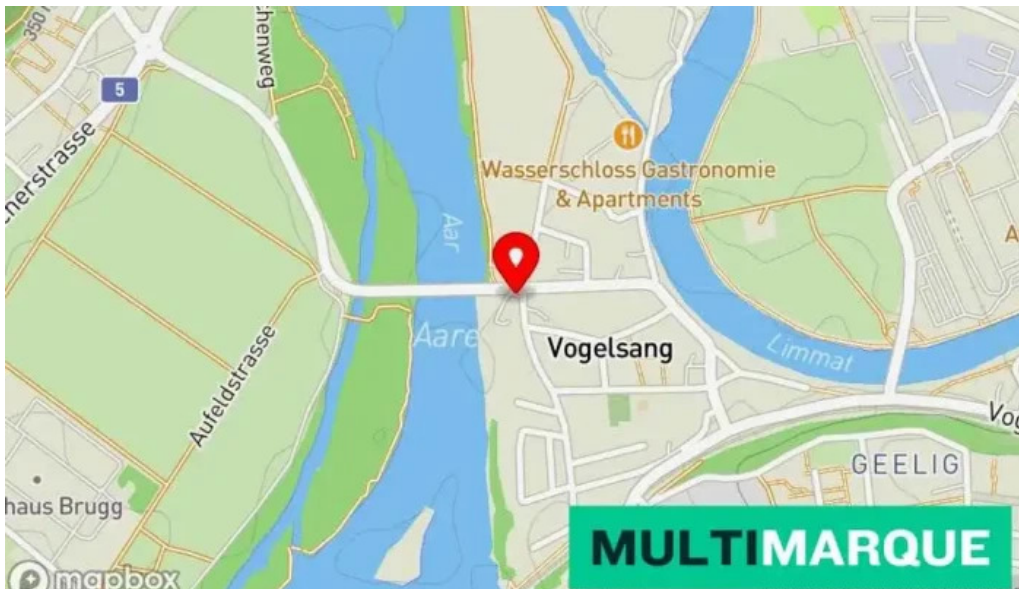 350
chenweg
5
nerstrasse
Aar
Wasserschloss Gastronomie
& Apartments
A
Aare
Vogelsang
Limmat
Aufeldstrasse
Vog
GEELIG
haus Brugg
MULTIMARQUE
mapbox